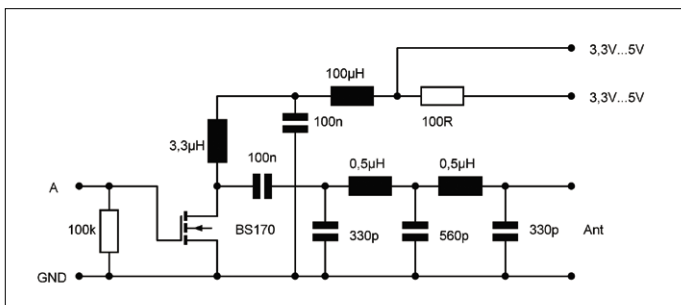 3,3V...5V
100µH
3,3V...5V
100n
100R
3,3µH
100n
0,5µH
0,5µH
A
100k
BS170
330p
560p
330p
Ant
GND